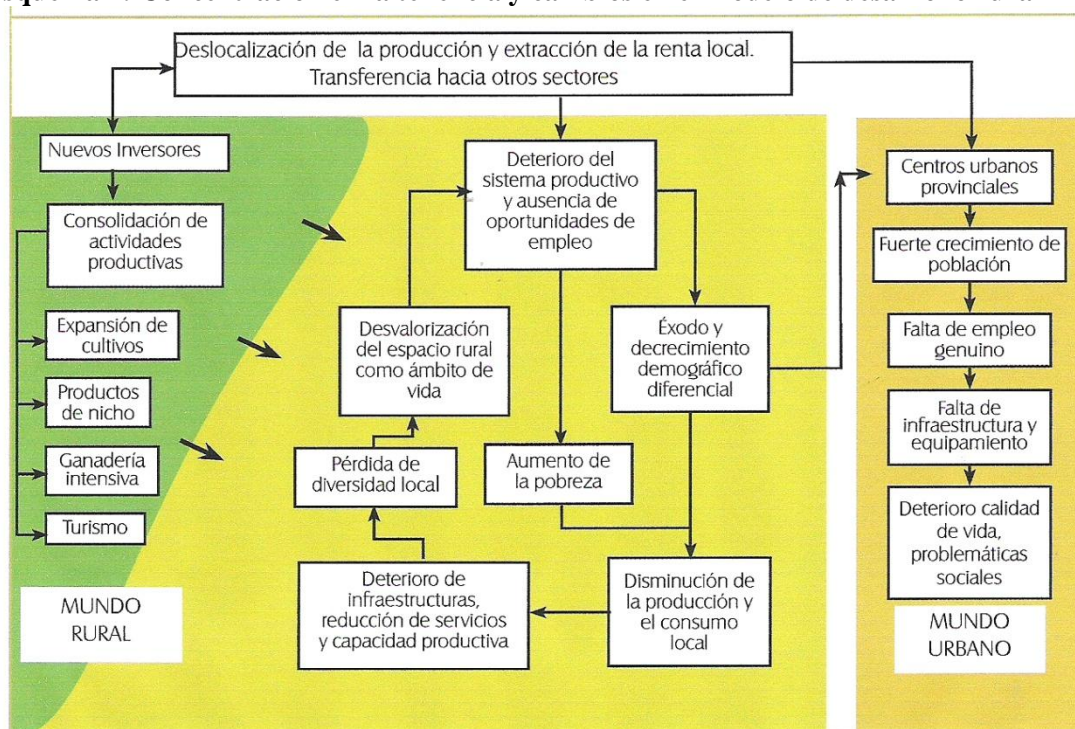 Deslocalización de la producción y extracción de la renta local.
Transferencia hacia otros sectores
Nuevos Inversores
Consolidación de
actividades
productivas
Expansión de
cultivos
Productos
de nicho
Ganadería
intensiva
Turismo
MUNDO
RURAL
Deterioro del
sistema productivo
y ausencia de
oportunidades de
empleo
Desvalorización
del espacio rural
como ámbito de
vida
Éxodo y
decrecimiento
demográfico
diferencial
Pérdida de
diversidad local
Aumento de
la pobreza
Deterioro de
infraestructuras,
reducción de servicios
y capacidad productiva
Disminución de
la producción y
el consumo
local
Centros urbanos
provinciales
Fuerte crecimiento de
población
Falta de empleo
genuino
Falta de
infraestructura y
equipamiento
Deterioro calidad
de vida,
problemáticas
sociales
MUNDO
URBANO